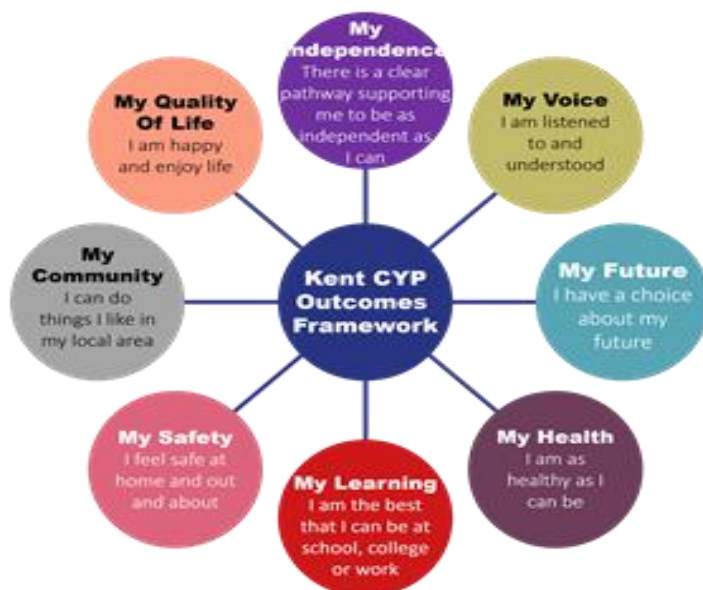 My
Independence
There is a clear
pathway supporting
me to be as
independent as
I can
My Voice
I am listened
to and
understood
My Future
I have a choice
about my
future
My Health
I am as
healthy as I
can be
My Learning
I am the best
that I can be at
school, college
or work
My Safety
I feel safe at
home and out
and about
My
Community
I can do
things I like in
my local area
My Quality
Of Life
I am happy
and enjoy life
Kent CYP
Outcomes
Framework